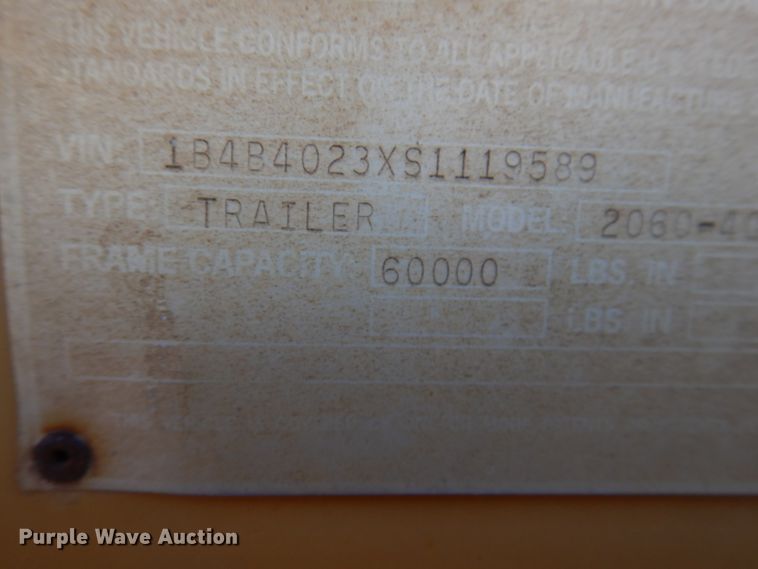 THIS VEHICLE CONFORMS TO ALL APPLICABLE
STANDARDS IN EFFECT ON THE DATE OF MANUFACTURE
VIN 1B4B4023XS1119589
TYPE TRAILER MODEL 2060-40
FRAME CAPACITY 60000 LBS. IN
LBS. IN
Purple Wave Auction